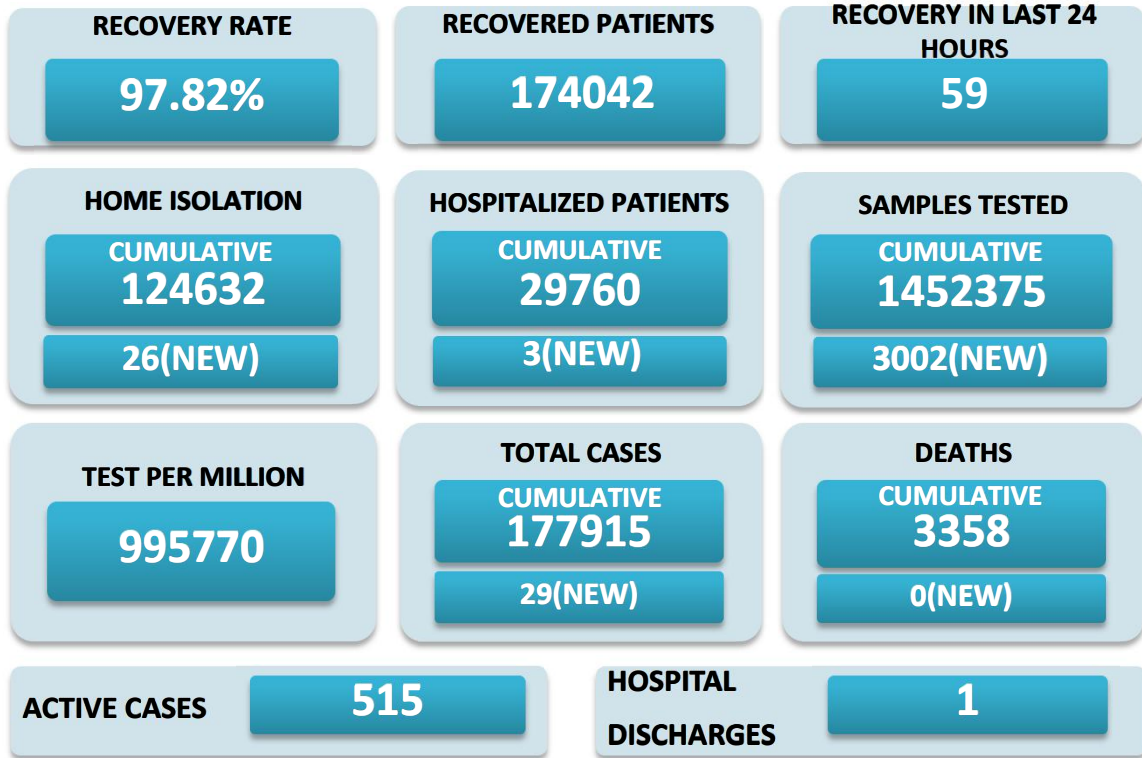 RECOVERY RATE
97.82%
RECOVERED PATIENTS
174042
RECOVERY IN LAST 24
HOURS
59
HOME ISOLATION
CUMULATIVE
124632
26(NEW)
HOSPITALIZED PATIENTS
CUMULATIVE
29760
3(NEW)
SAMPLES TESTED
CUMULATIVE
1452375
3002(NEW)
TEST PER MILLION
995770
TOTAL CASES
CUMULATIVE
177915
29(NEW)
DEATHS
CUMULATIVE
3358
0(NEW)
ACTIVE CASES
515
HOSPITAL
DISCHARGES
1